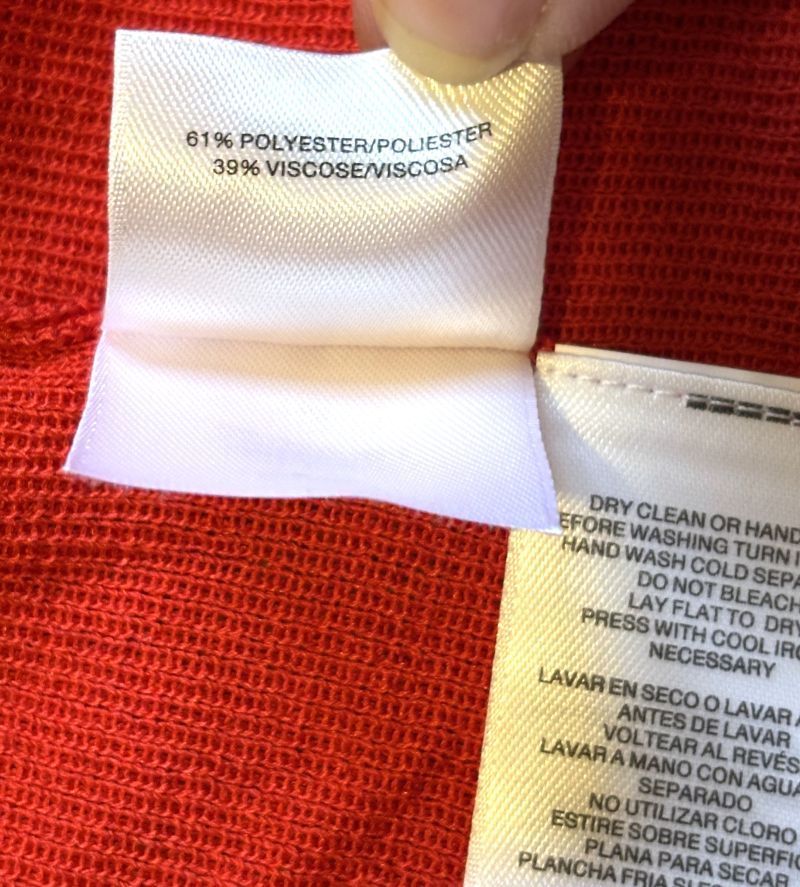 61% POLYESTER/POLIESTER
39% VISCOSE/VISCOSA
DRY CLEAN OR HAND
EFORE WASHING TURN I
HAND WASH COLD SEPA
DO NOT BLEACH
LAY FLAT TO DRY
PRESS WITH COOL IRO
NECESSARY
LAVAR EN SECO O LAVAR A
ANTES DE LAVAR
VOLTEAR AL REVÉS
LAVAR A MANO CON AGUA
SEPARADO
NO UTILIZAR CLORO
ESTIRE SOBRE SUPERFIC
PLANA PARA SECAR
PLANCHA FRIA